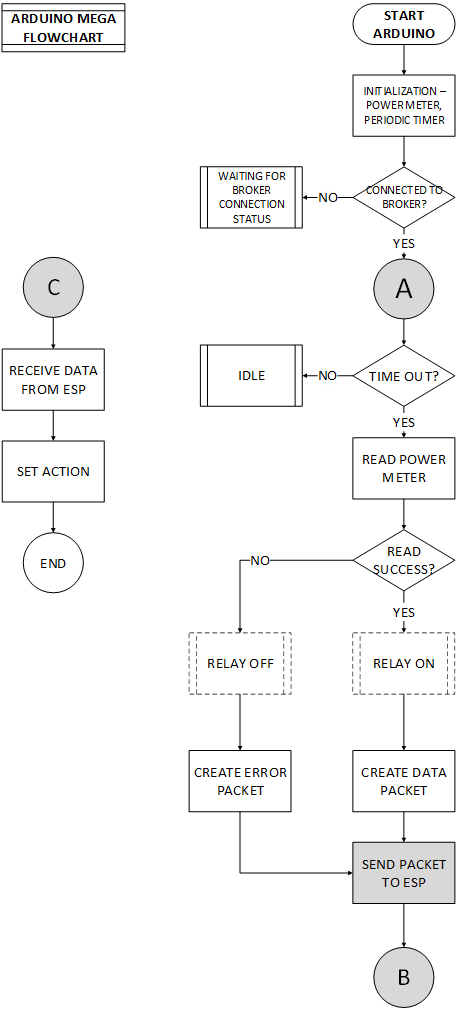 ARDUINO MEGA
FLOWCHART
START
ARDUINO
INITIALIZATION –
POWER METER,
PERIODIC TIMER
CONNECTED TO
BROKER?
NO
WAITING FOR
BROKER
CONNECTION
STATUS
YES
A
TIME OUT?
NO
IDLE
YES
READ POWER
METER
READ
SUCCESS?
NO
YES
RELAY OFF
RELAY ON
CREATE ERROR
PACKET
CREATE DATA
PACKET
SEND PACKET
TO ESP
B
C
RECEIVE DATA
FROM ESP
SET ACTION
END